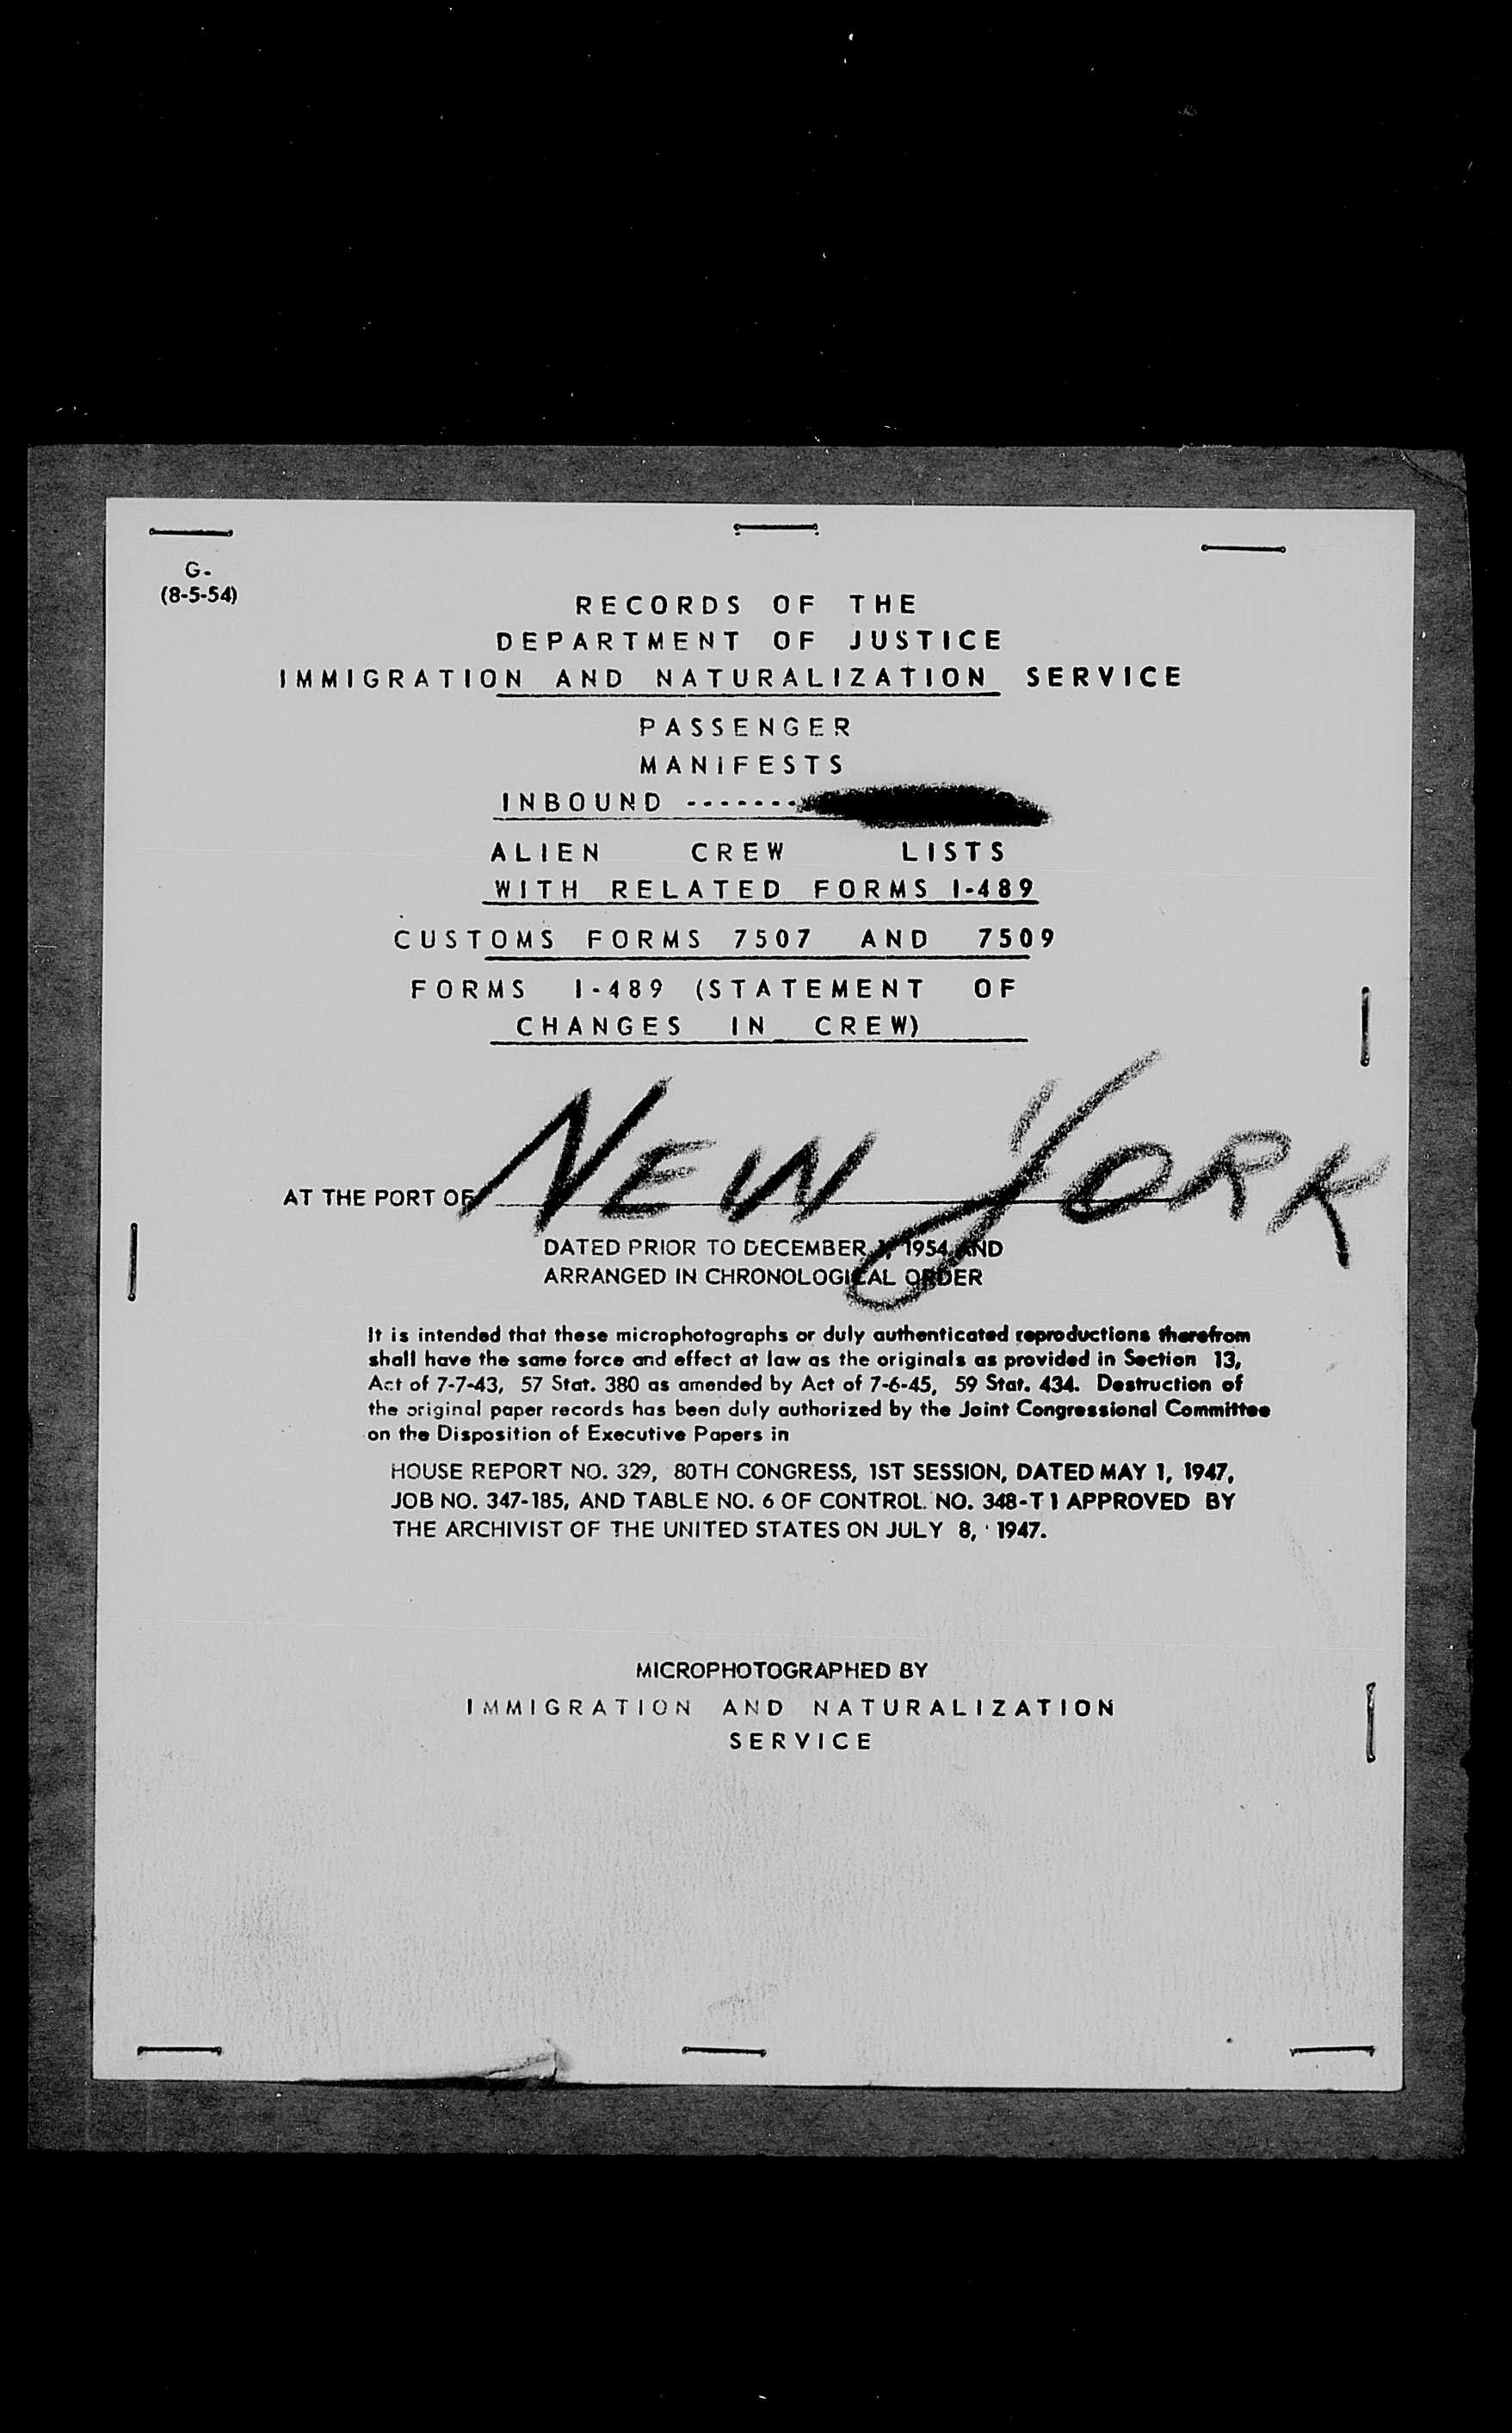 G-
(8-5-54)
RECORDS OF THE
DEPARTMENT OF JUSTICE
IMMIGRATION AND NATURALIZATION SERVICE
PASSENGER
MANIFESTS
INBOUND -------
ALIEN CREW LISTS
WITH RELATED FORMS I-489
CUSTOMS FORMS 7507 AND 7509
FORMS I-489 (STATEMENT OF
CHANGES IN CREW)
AT THE PORT OF NEW YORK
DATED PRIOR TO DECEMBER 1, 1954 AND
ARRANGED IN CHRONOLOGICAL ORDER
It is intended that these microphotographs or duly authenticated reproductions therefrom
shall have the same force and effect at law as the originals as provided in Section 13,
Act of 7-7-43, 57 Stat. 380 as amended by Act of 7-6-45, 59 Stat. 434. Destruction of
the original paper records has been duly authorized by the Joint Congressional Committee
on the Disposition of Executive Papers in
HOUSE REPORT NO. 329, 80TH CONGRESS, 1ST SESSION, DATED MAY 1, 1947,
JOB NO. 347-185, AND TABLE NO. 6 OF CONTROL NO. 348-T1 APPROVED BY
THE ARCHIVIST OF THE UNITED STATES ON JULY 8, 1947.
MICROPHOTOGRAPHED BY
IMMIGRATION AND NATURALIZATION
SERVICE